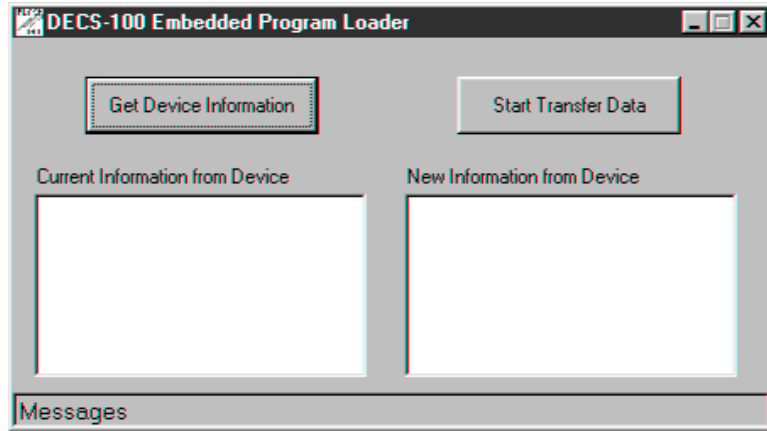 DECS-100 Embedded Program Loader
Get Device Information
Start Transfer Data
Current Information from Device
New Information from Device
Messages